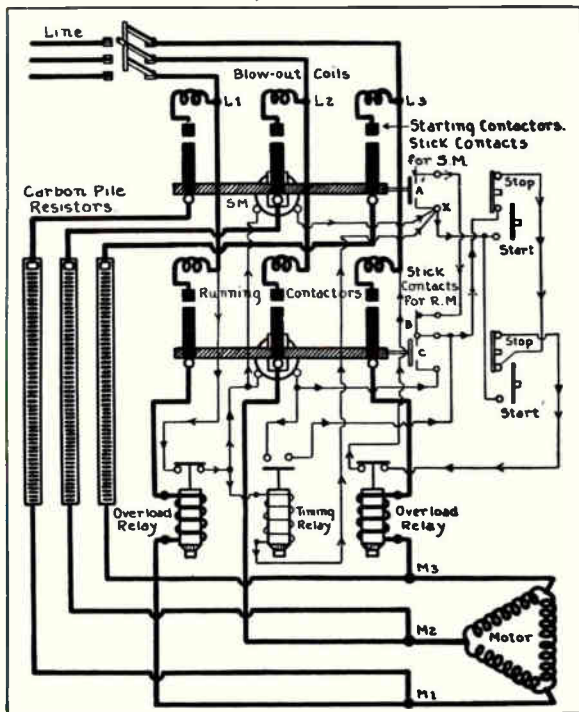 Line
Blow-out Coils
L1
L2
L3
Starting Contactors.
Stick Contacts
for S.M.
A
Stop
Carbon Pile
Resistors
SM
X
Start
Stick
Contacts
For R.M.
Running Contactors
B
C
Stop
Start
Overload
Relay
Timing
Relay
Overload
Relay
M3
M2
Motor
M1